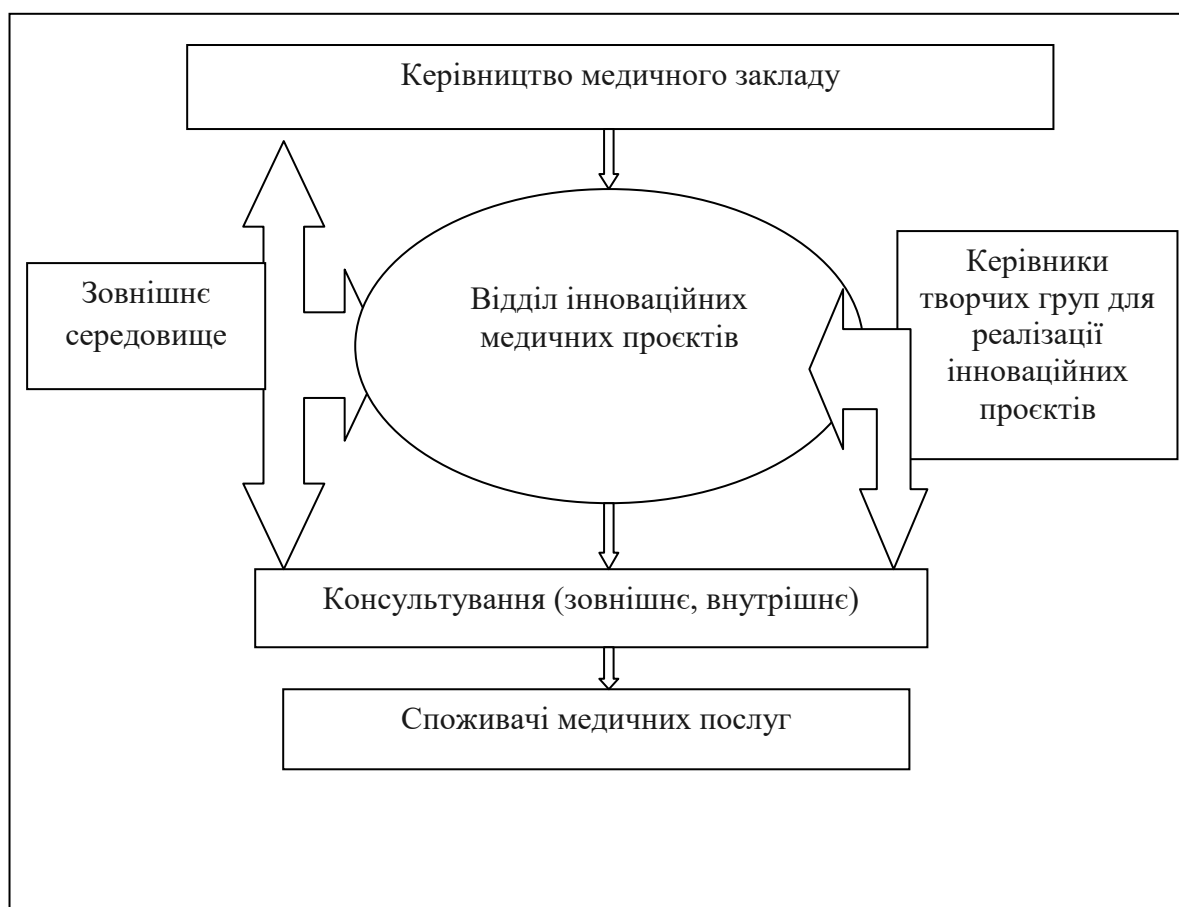 Керівництво медичного закладу
Зовнішнє
середовище
Відділ інноваційних
медичних проєктів
Керівники
творчих груп для
реалізації
інноваційних
проєктів
Консультування (зовнішнє, внутрішнє)
Споживачі медичних послуг